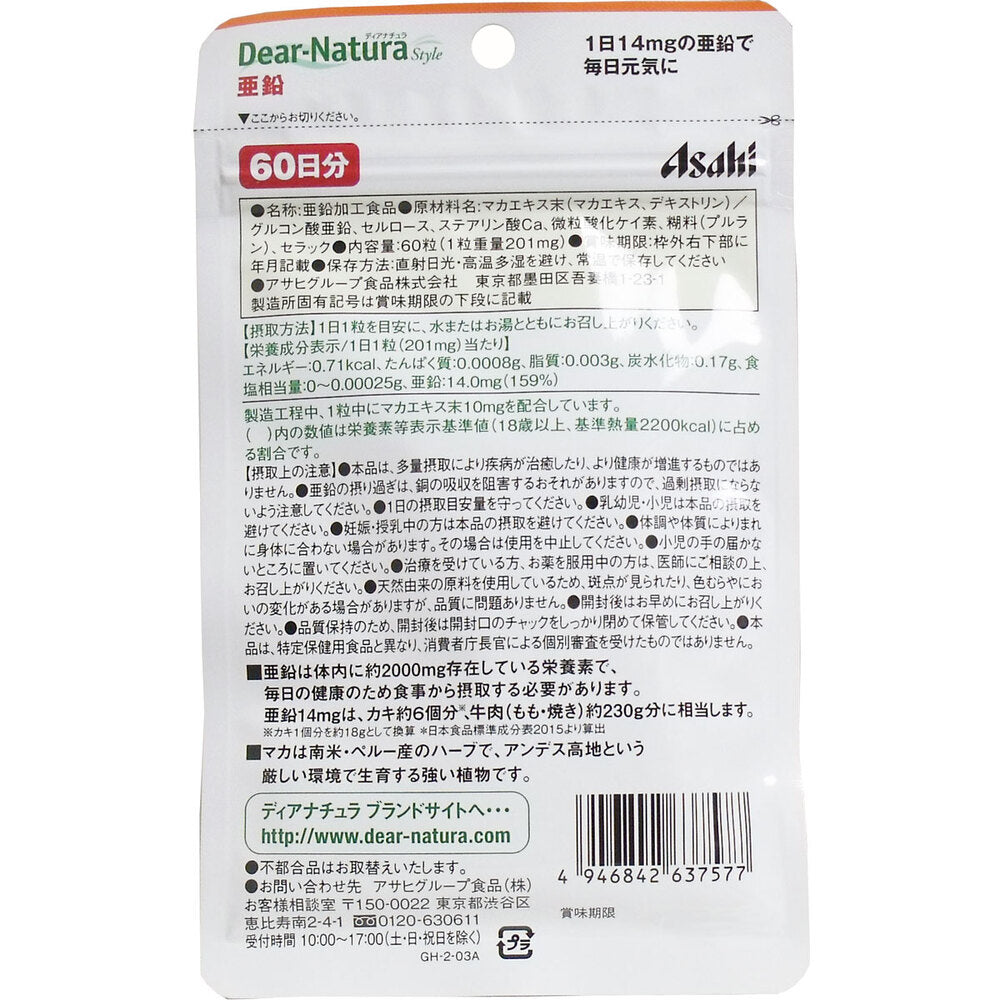 ディアナチュラ
Dear-Natura Style
亜鉛
1日14mgの亜鉛で
毎日元気に
▼ここからお切りください。
60日分
Asahi
●名称:亜鉛加工食品●原材料名:マカエキス末(マカエキス、デキストリン)/
グルコン酸亜鉛、セルロース、ステアリン酸Ca、微粒酸化ケイ素、糊料(プルラ
ン)、セラック●内容量:60粒(1粒重量201mg)●賞味期限:枠外右下部に
年月記載●保存方法:直射日光・高温多湿を避け、常温で保存してください
●アサヒグループ食品株式会社 東京都墨田区吾妻橋1-23-1
製造所固有記号は賞味期限の下段に記載
【摂取方法】1日1粒を目安に、水またはお湯とともにお召し上がりください。
【栄養成分表示/1日1粒(201mg)当たり】
エネルギー:0.71kcal、たんぱく質:0.0008g、脂質:0.003g、炭水化物:0.17g、食
塩相当量:0〜0.00025g、亜鉛:14.0mg(159%)
製造工程中、1粒中にマカエキス末10mgを配合しています。
( )内の数値は栄養素等表示基準値(18歳以上、基準熱量2200kcal)に占め
る割合です。
【摂取上の注意】●本品は、多量摂取により疾病が治癒したり、より健康が増進するものではあ
りません。●亜鉛の摂り過ぎは、銅の吸収を阻害するおそれがありますので、過剰摂取にならな
いよう注意してください。●1日の摂取目安量を守ってください。●乳幼児・小児は本品の摂取を
避けてください。●妊娠・授乳中の方は本品の摂取を避けてください。●体調や体質によりまれ
に身体に合わない場合があります。その場合は使用を中止してください。●小児の手の届かな
いところに置いてください。●治療を受けている方、お薬を服用中の方は、医師にご相談の上、
お召し上がりください。●天然由来の原料を使用しているため、斑点が見られたり、色むらやにお
いの変化がある場合がありますが、品質に問題ありません。●開封後はお早めにお召し上がりく
ださい。●品質保持のため、開封後は開封口のチャックをしっかり閉めて保管してください。●本
品は、特定保健用食品と異なり、消費者庁長官による個別審査を受けたものではありません。
■亜鉛は体内に約2000mg存在している栄養素で、
毎日の健康のため食事から摂取する必要があります。
亜鉛14mgは、カキ約6個分※、牛肉(もも・焼き)約230g分に相当します。
※カキ1個分を約18gとして換算 *日本食品標準成分表2015より算出
■マカは南米・ペルー産のハーブで、アンデス高地という
厳しい環境で生育する強い植物です。
ディアナチュラ ブランドサイトへ・・・
http://www.dear-natura.com
●不都合品はお取替えいたします。
●お問い合わせ先 アサヒグループ食品(株)
お客様相談室 〒150-0022 東京都渋谷区
恵比寿南2-4-1 0120-630611
受付時間 10:00〜17:00(土・日・祝日を除く)
GH-2-03A
プラ
4 946842 637577
賞味期限